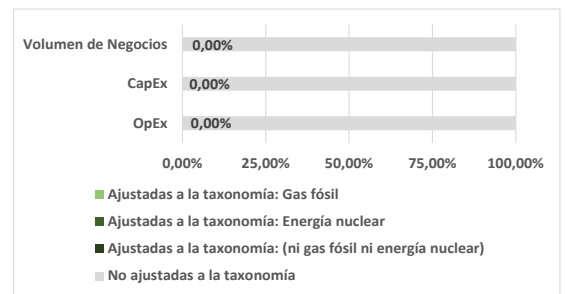 Volumen de Negocios 0,00%
CapEx 0,00%
OpEx 0,00%
0,00% 25,00% 50,00% 75,00% 100,00%
Ajustadas a la taxonomía: Gas fósil
Ajustadas a la taxonomía: Energía nuclear
Ajustadas a la taxonomía: (ni gas fósil ni energía nuclear)
No ajustadas a la taxonomía